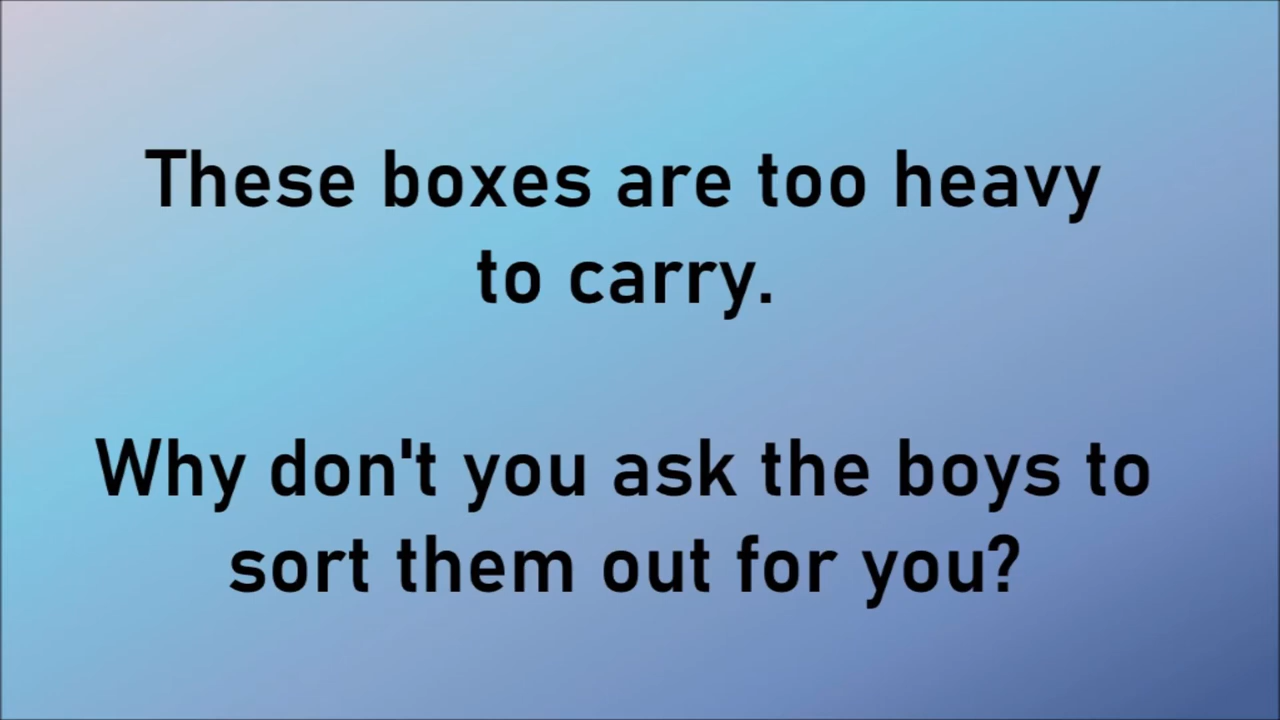 These boxes are too heavy
to carry.
Why don't you ask the boys to
sort them out for you?